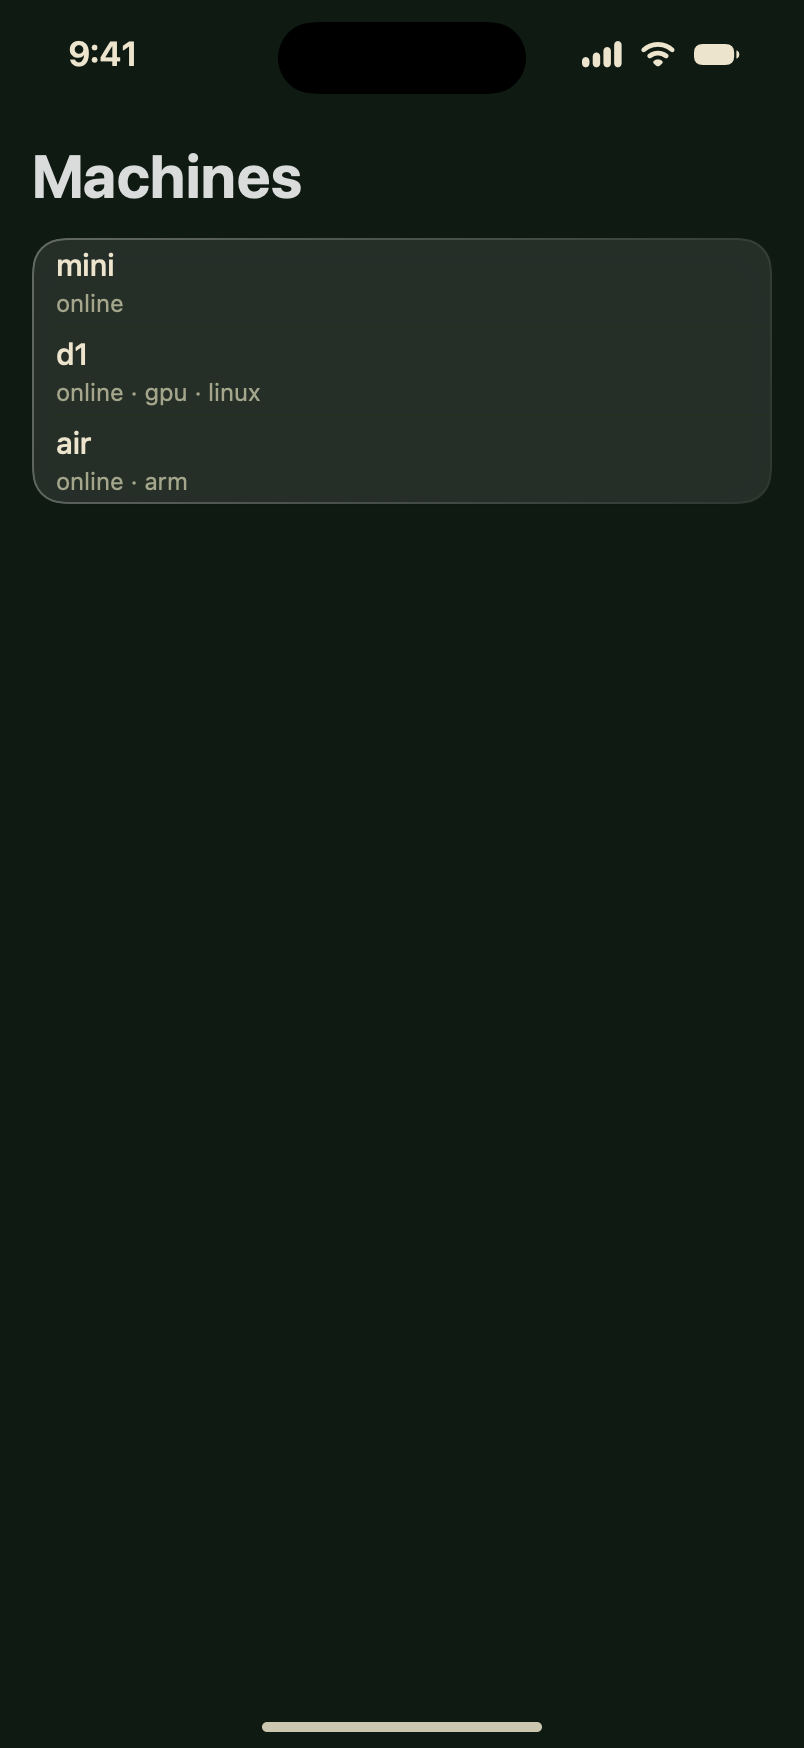 9:41
Machines
mini
online
d1
online · gpu · linux
air
online · arm